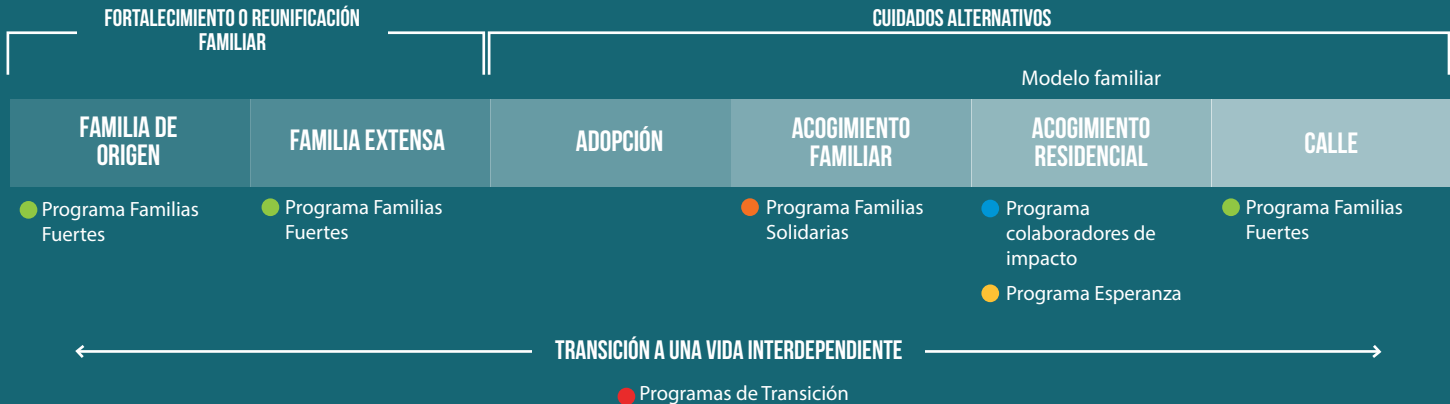 FORTALECIMIENTO O REUNIFICACIÓN
FAMILIAR
CUIDADOS ALTERNATIVOS
Modelo familiar
FAMILIA DE
ORIGEN
FAMILIA EXTENSA
ADOPCIÓN
ACOGIMIENTO
FAMILIAR
ACOGIMIENTO
RESIDENCIAL
CALLE
Programa Familias
Fuertes
Programa Familias
Fuertes
Programa Familias
Solidarias
Programa
colaboradores de
impacto
Programa Esperanza
Programa Familias
Fuertes
TRANSICIÓN A UNA VIDA INTERDEPENDIENTE
Programas de Transición